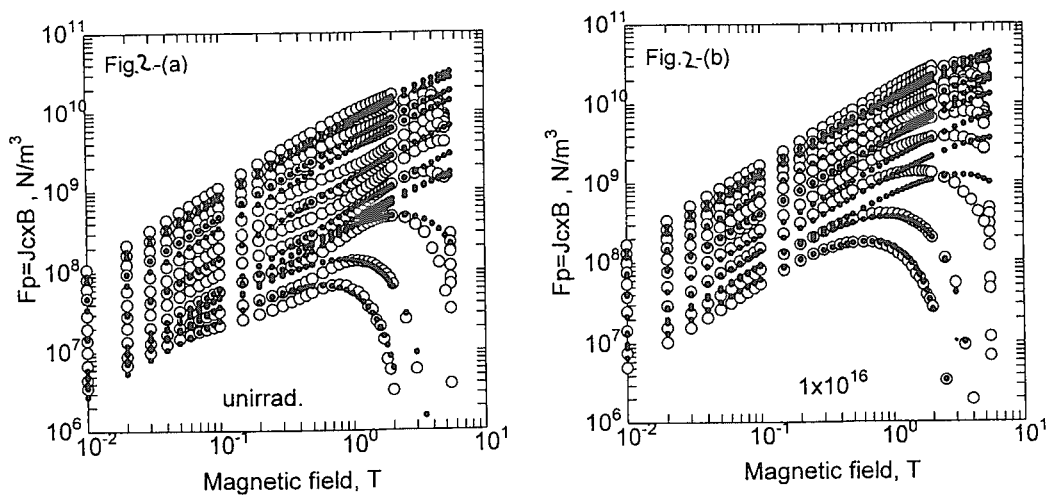 Fig.2-(a)
10^11
10^10
10^9
10^8
10^7
10^6
Fp=JcxB , N/m^3
unirrad.
10^-2
10^-1
10^0
10^1
Magnetic field, T
Fig.2-(b)
10^11
10^10
10^9
10^8
10^7
10^6
Fp=JcxB , N/m^3
1x10^16
10^-2
10^-1
10^0
10^1
Magnetic field, T